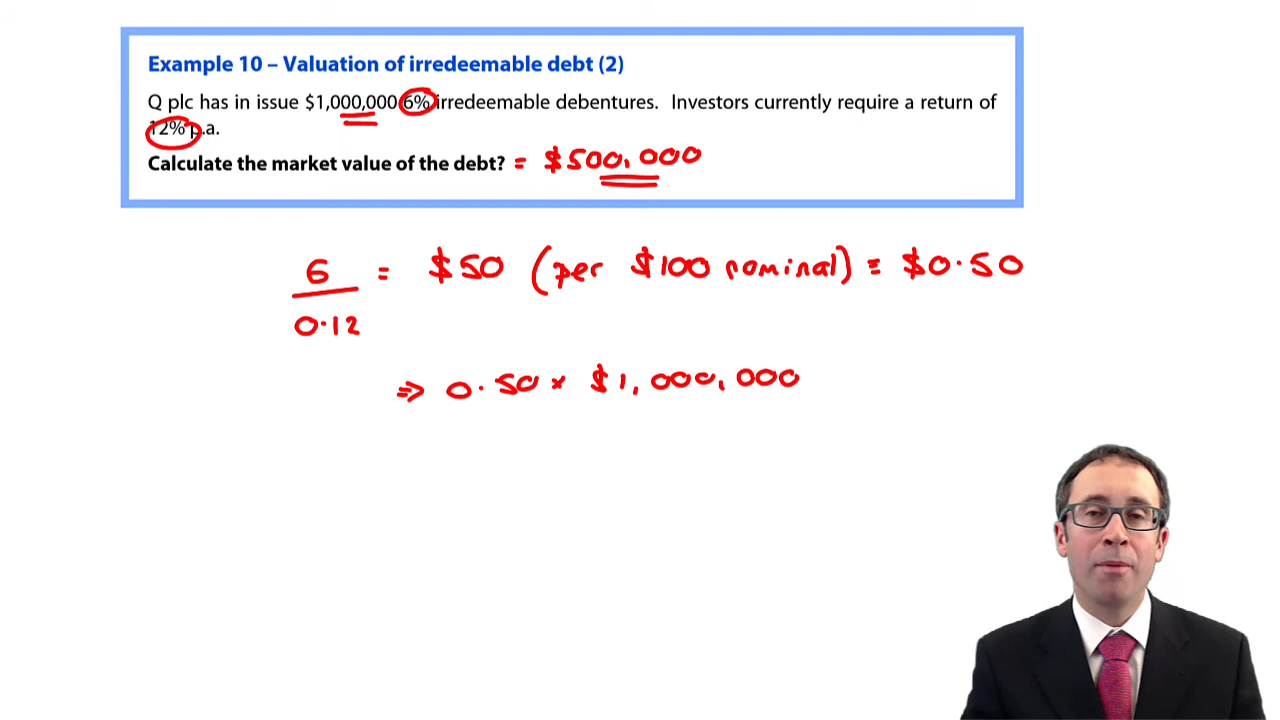 Example 10 – Valuation of irredeemable debt (2)
Q plc has in issue $1,000,000 6% irredeemable debentures. Investors currently require a return of
12% p.a.
Calculate the market value of the debt? = $500,000
6 / 0.12 = $50 (per $100 nominal) ≡ $0.50
⇒ 0.50 × $1,000,000